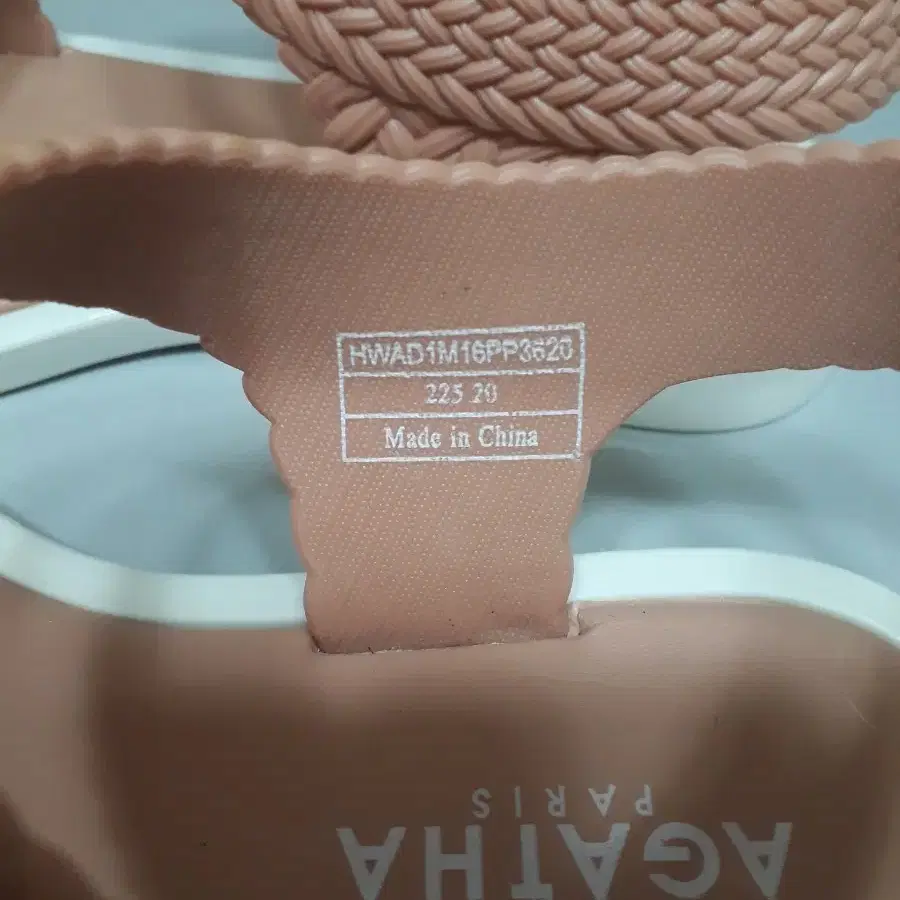 HWAD1M16PP3620
225 20
Made in China
AGATHA
PARIS